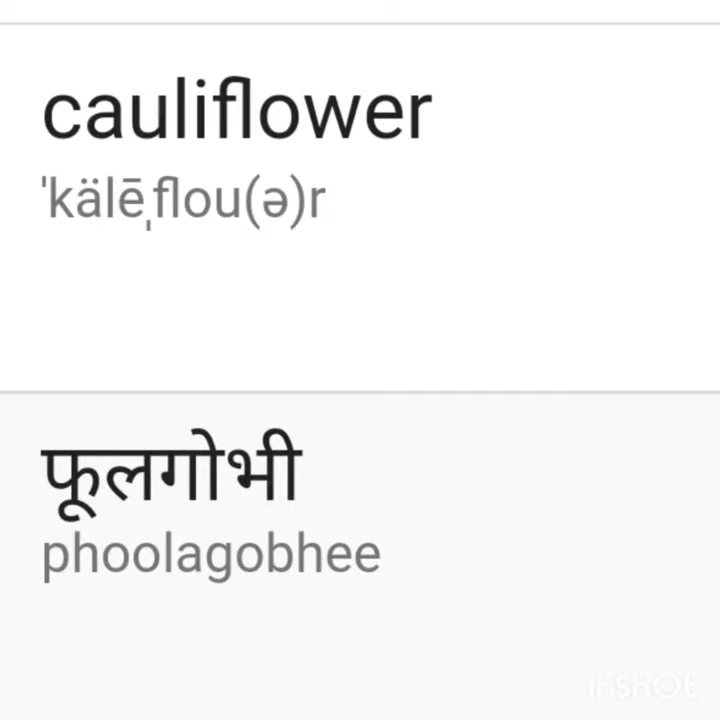 cauliflower
ˈkälēˌflou(ə)r
फूलगोभी
phoolagobhee
InShOt